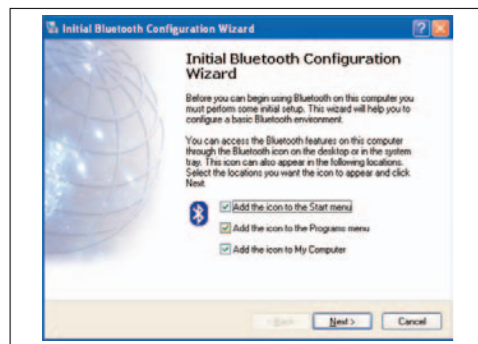 Initial Bluetooth Configuration Wizard
Initial Bluetooth Configuration
Wizard
Before you can begin using Bluetooth on this computer you
must perform some initial setup. This wizard will help you to
configure a basic Bluetooth environment.
You can access the Bluetooth features on this computer
through the Bluetooth icon on the desktop or in the system
tray. This icon can also appear in the following locations.
Select the locations you want the icon to appear and click
Next
Add the icon to the Start menu
Add the icon to the Programs menu
Add the icon to My Computer
< Back Next > Cancel